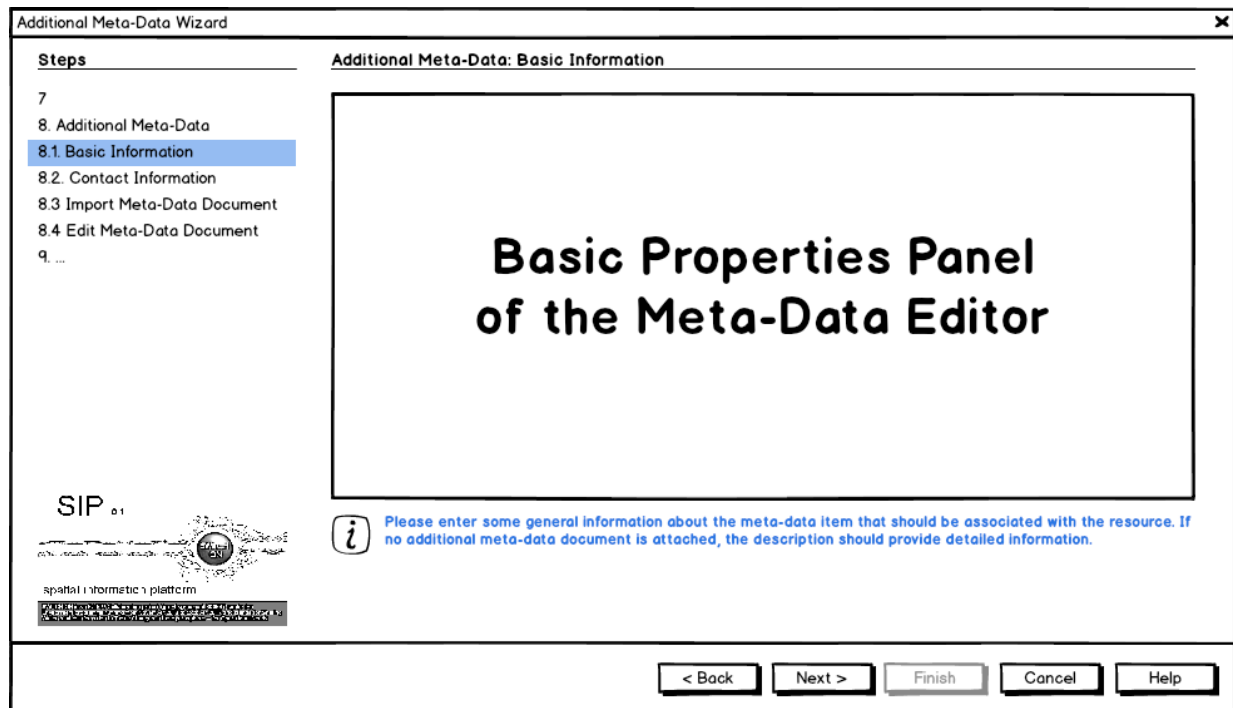 Additional Meta-Data Wizard
Steps
7
8. Additional Meta-Data
8.1. Basic Information
8.2. Contact Information
8.3 Import Meta-Data Document
8.4 Edit Meta-Data Document
9. ...
Additional Meta-Data: Basic Information
Basic Properties Panel
of the Meta-Data Editor
Please enter some general information about the meta-data item that should be associated with the resource. If
no additional meta-data document is attached, the description should provide detailed information.
SIP
spatial information platform
< Back
Next >
Finish
Cancel
Help